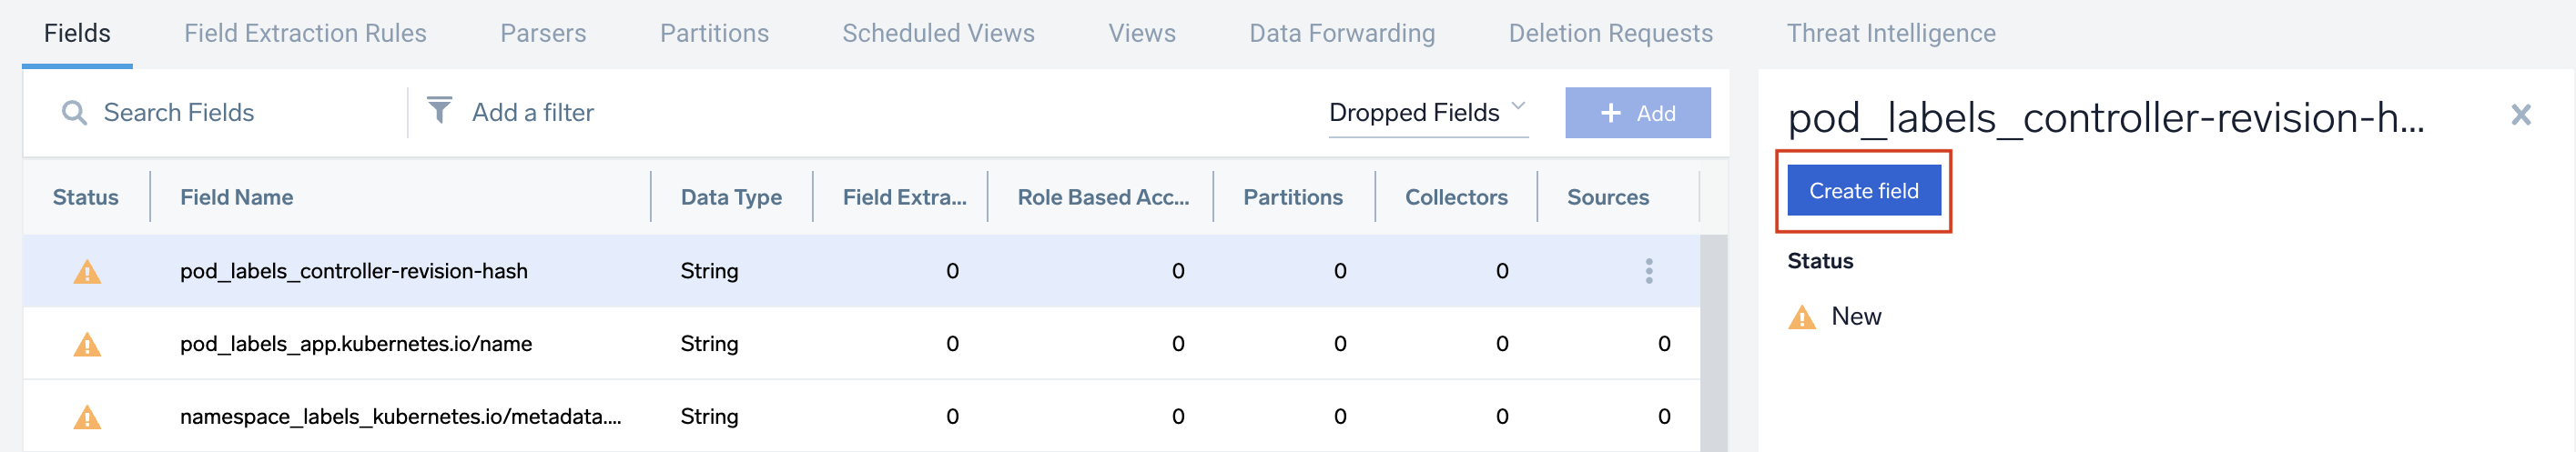 Fields Field Extraction Rules Parsers Partitions Scheduled Views Views Data Forwarding Deletion Requests Threat Intelligence
Search Fields Add a filter Dropped Fields + Add
Status Field Name Data Type Field Extra... Role Based Acc... Partitions Collectors Sources
pod_labels_controller-revision-hash String 0 0 0 0
pod_labels_app.kubernetes.io/name String 0 0 0 0 0
namespace_labels_kubernetes.io/metadata.... String 0 0 0 0 0
pod_labels_controller-revision-h...
Create field
Status
New